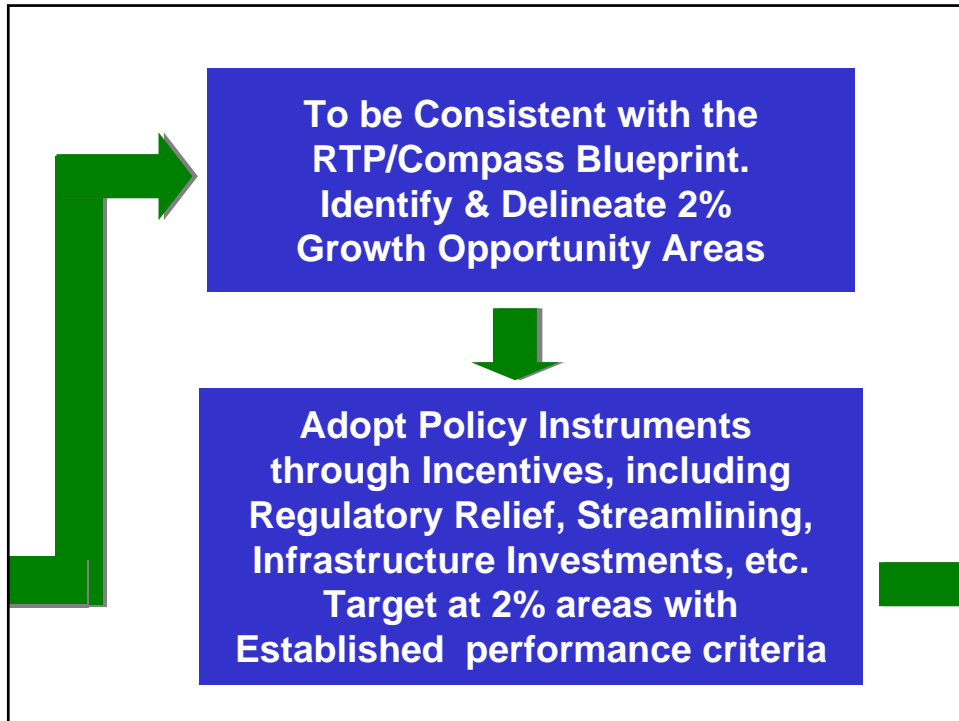 To be Consistent with the
RTP/Compass Blueprint.
Identify & Delineate 2%
Growth Opportunity Areas
Adopt Policy Instruments
through Incentives, including
Regulatory Relief, Streamlining,
Infrastructure Investments, etc.
Target at 2% areas with
Established performance criteria